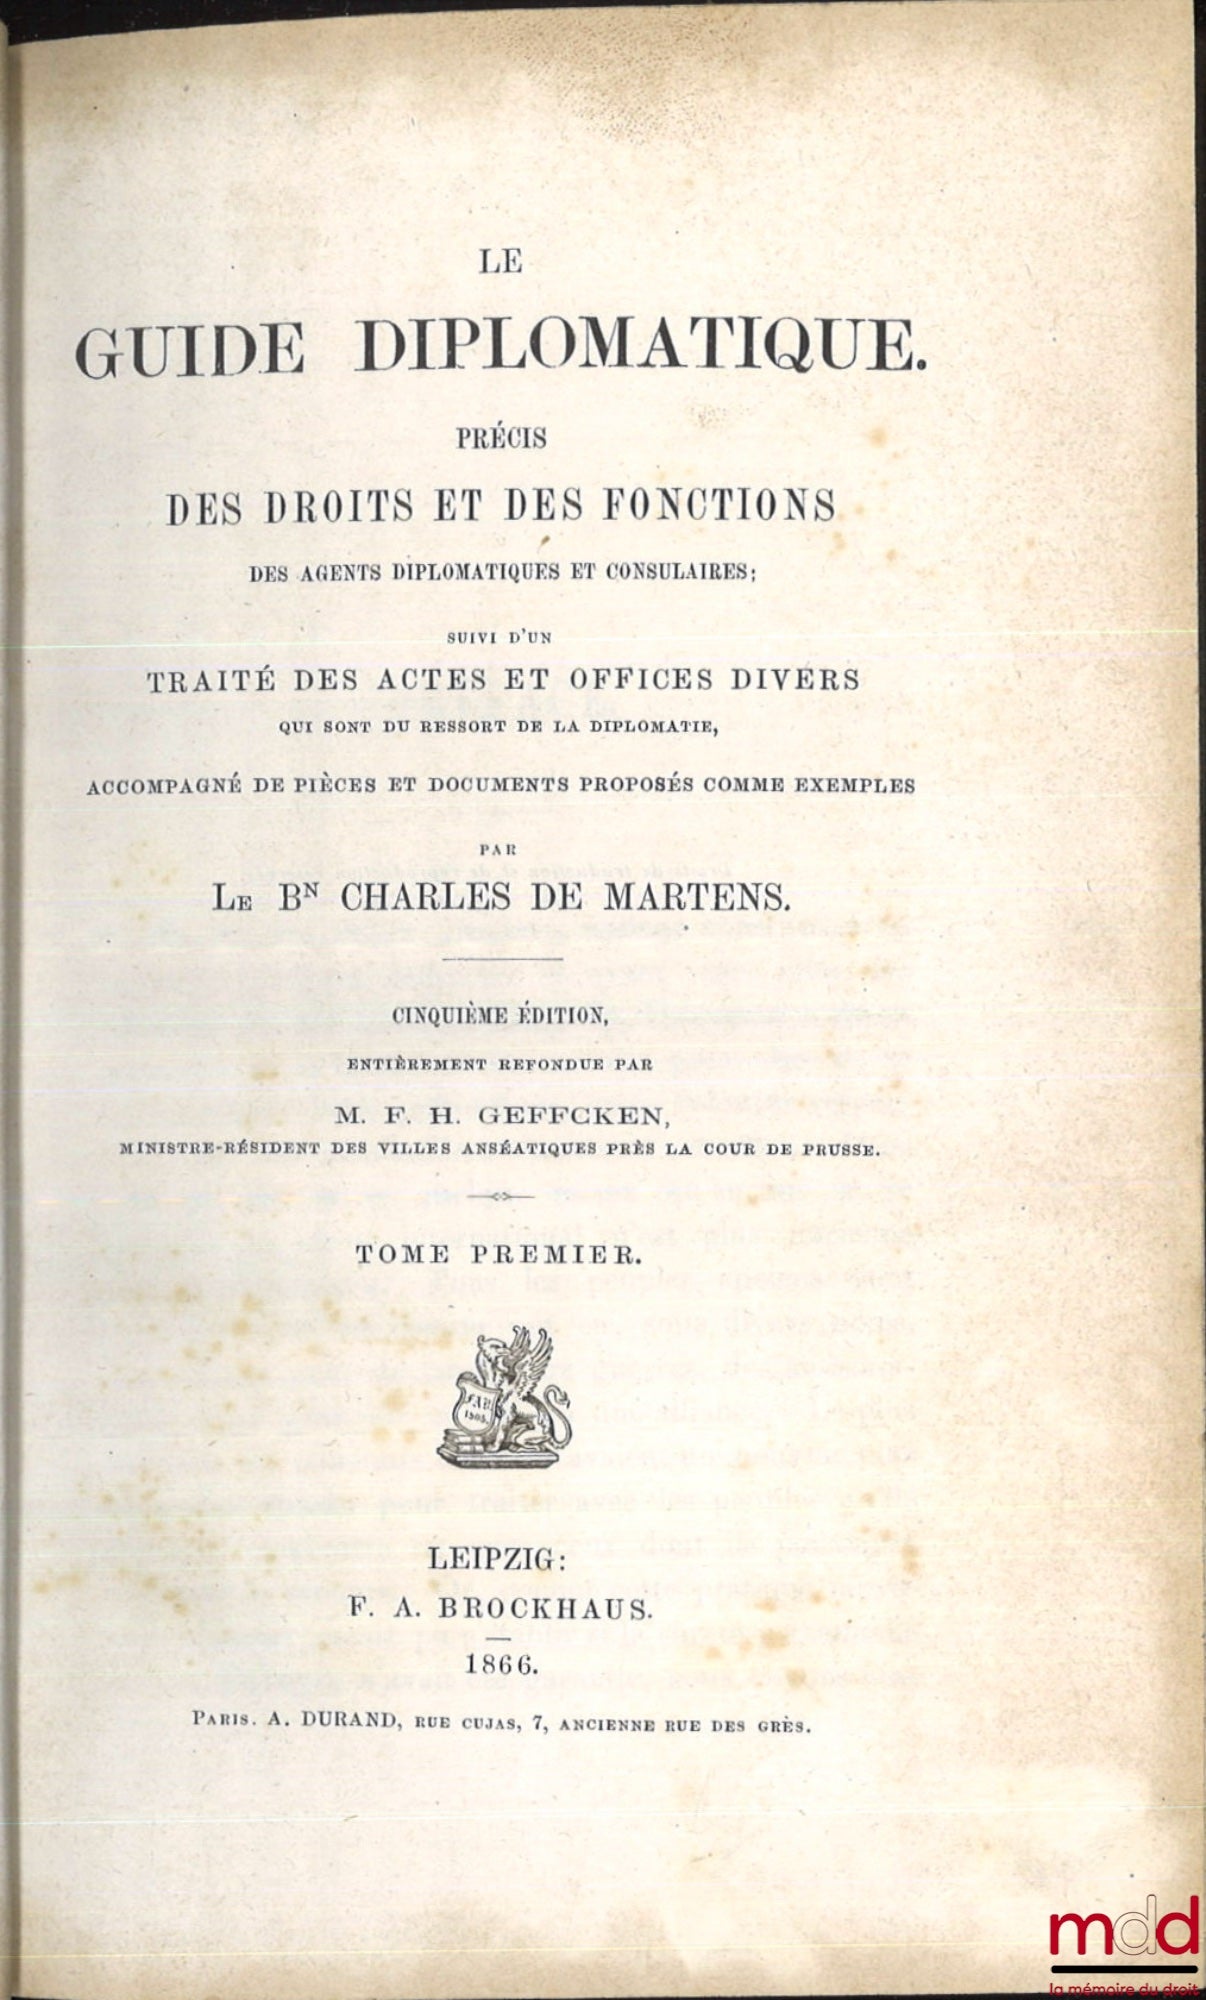 LE
GUIDE DIPLOMATIQUE.
PRÉCIS
DES DROITS ET DES FONCTIONS
DES AGENTS DIPLOMATIQUES ET CONSULAIRES;
SUIVI D'UN
TRAITÉ DES ACTES ET OFFICES DIVERS
QUI SONT DU RESSORT DE LA DIPLOMATIE,
ACCOMPAGNÉ DE PIÈCES ET DOCUMENTS PROPOSÉS COMME EXEMPLES
PAR
LE BN CHARLES DE MARTENS.
CINQUIÈME ÉDITION,
ENTIÈREMENT REFONDUE PAR
M. F. H. GEFFCKEN,
MINISTRE-RÉSIDENT DES VILLES ANSÉATIQUES PRÈS LA COUR DE PRUSSE.
TOME PREMIER.
FAB
1805.
LEIPZIG:
F. A. BROCKHAUS.
1866.
PARIS. A. DURAND, RUE CUJAS, 7, ANCIENNE RUE DES GRÈS.
mdd
la mémoire du droit